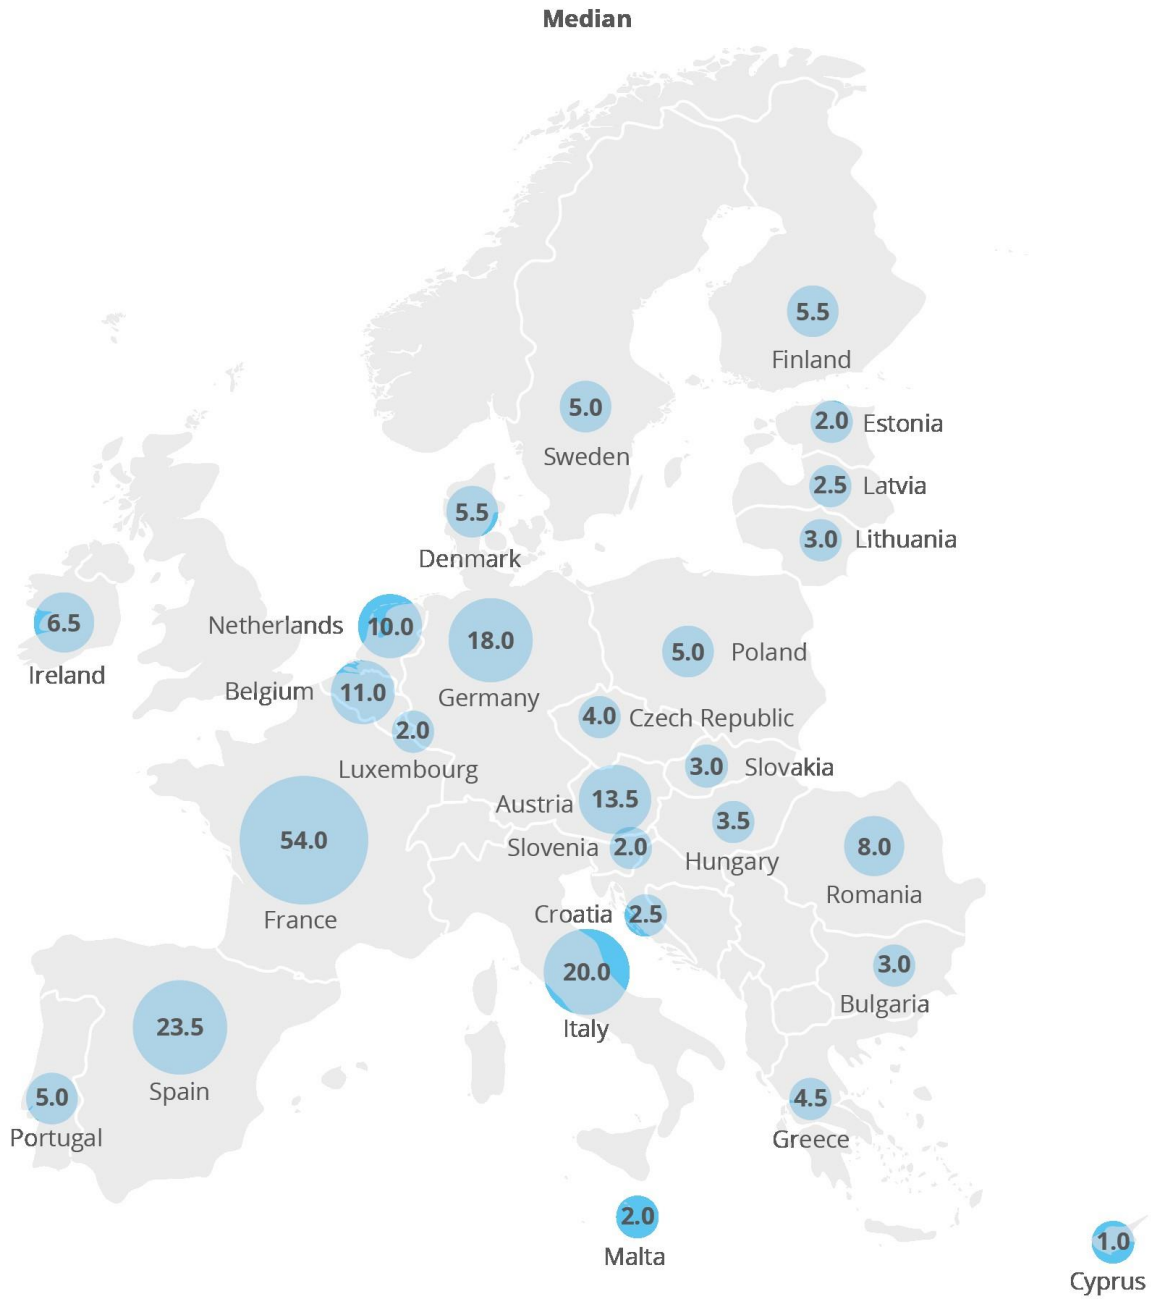 Median
5.5
Finland
5.0
Sweden
2.0 Estonia
2.5 Latvia
3.0 Lithuania
5.5
Denmark
6.5
Ireland
Netherlands 10.0
18.0
Germany
5.0 Poland
Belgium 11.0
2.0
Luxembourg
4.0 Czech Republic
3.0 Slovakia
Austria 13.5
3.5
Hungary
Slovenia 2.0
54.0
France
8.0
Romania
Croatia 2.5
20.0
Italy
3.0
Bulgaria
23.5
Spain
5.0
Portugal
4.5
Greece
2.0
Malta
1.0
Cyprus